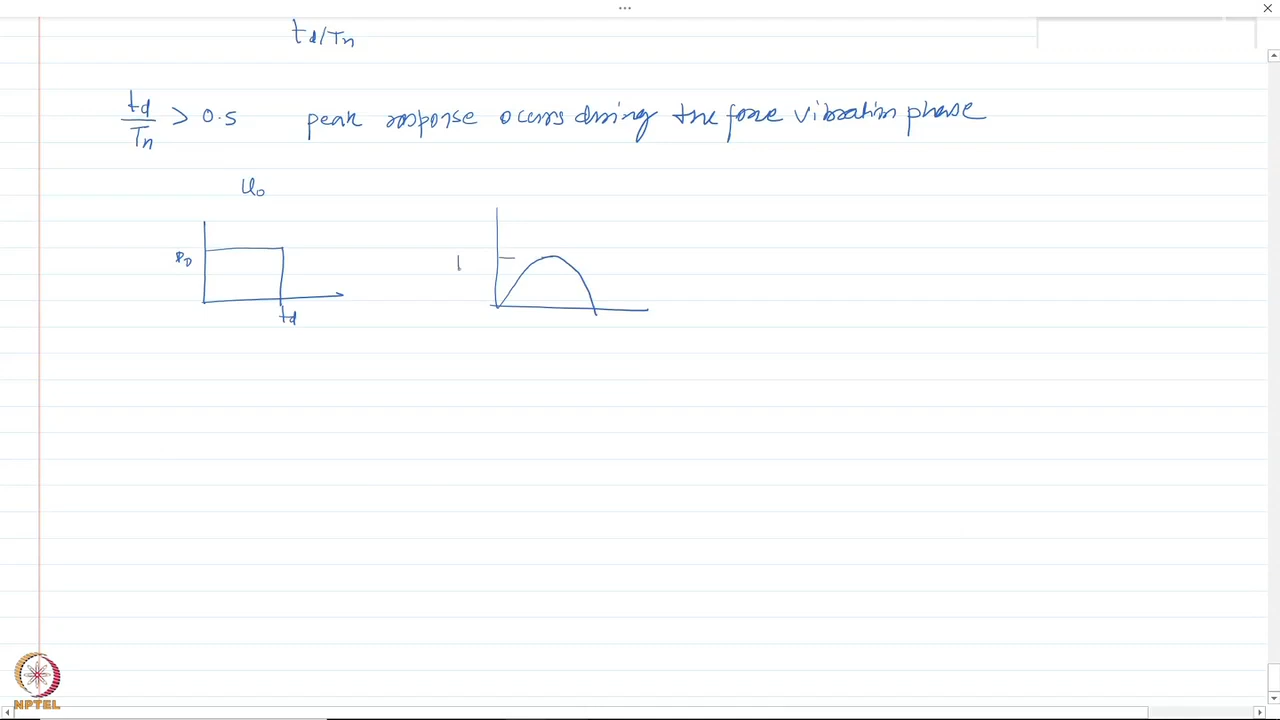 td/Tn
td/Tn > 0.5 peak response occurs during the force vibration phase
u0
P0
td
NPTEL